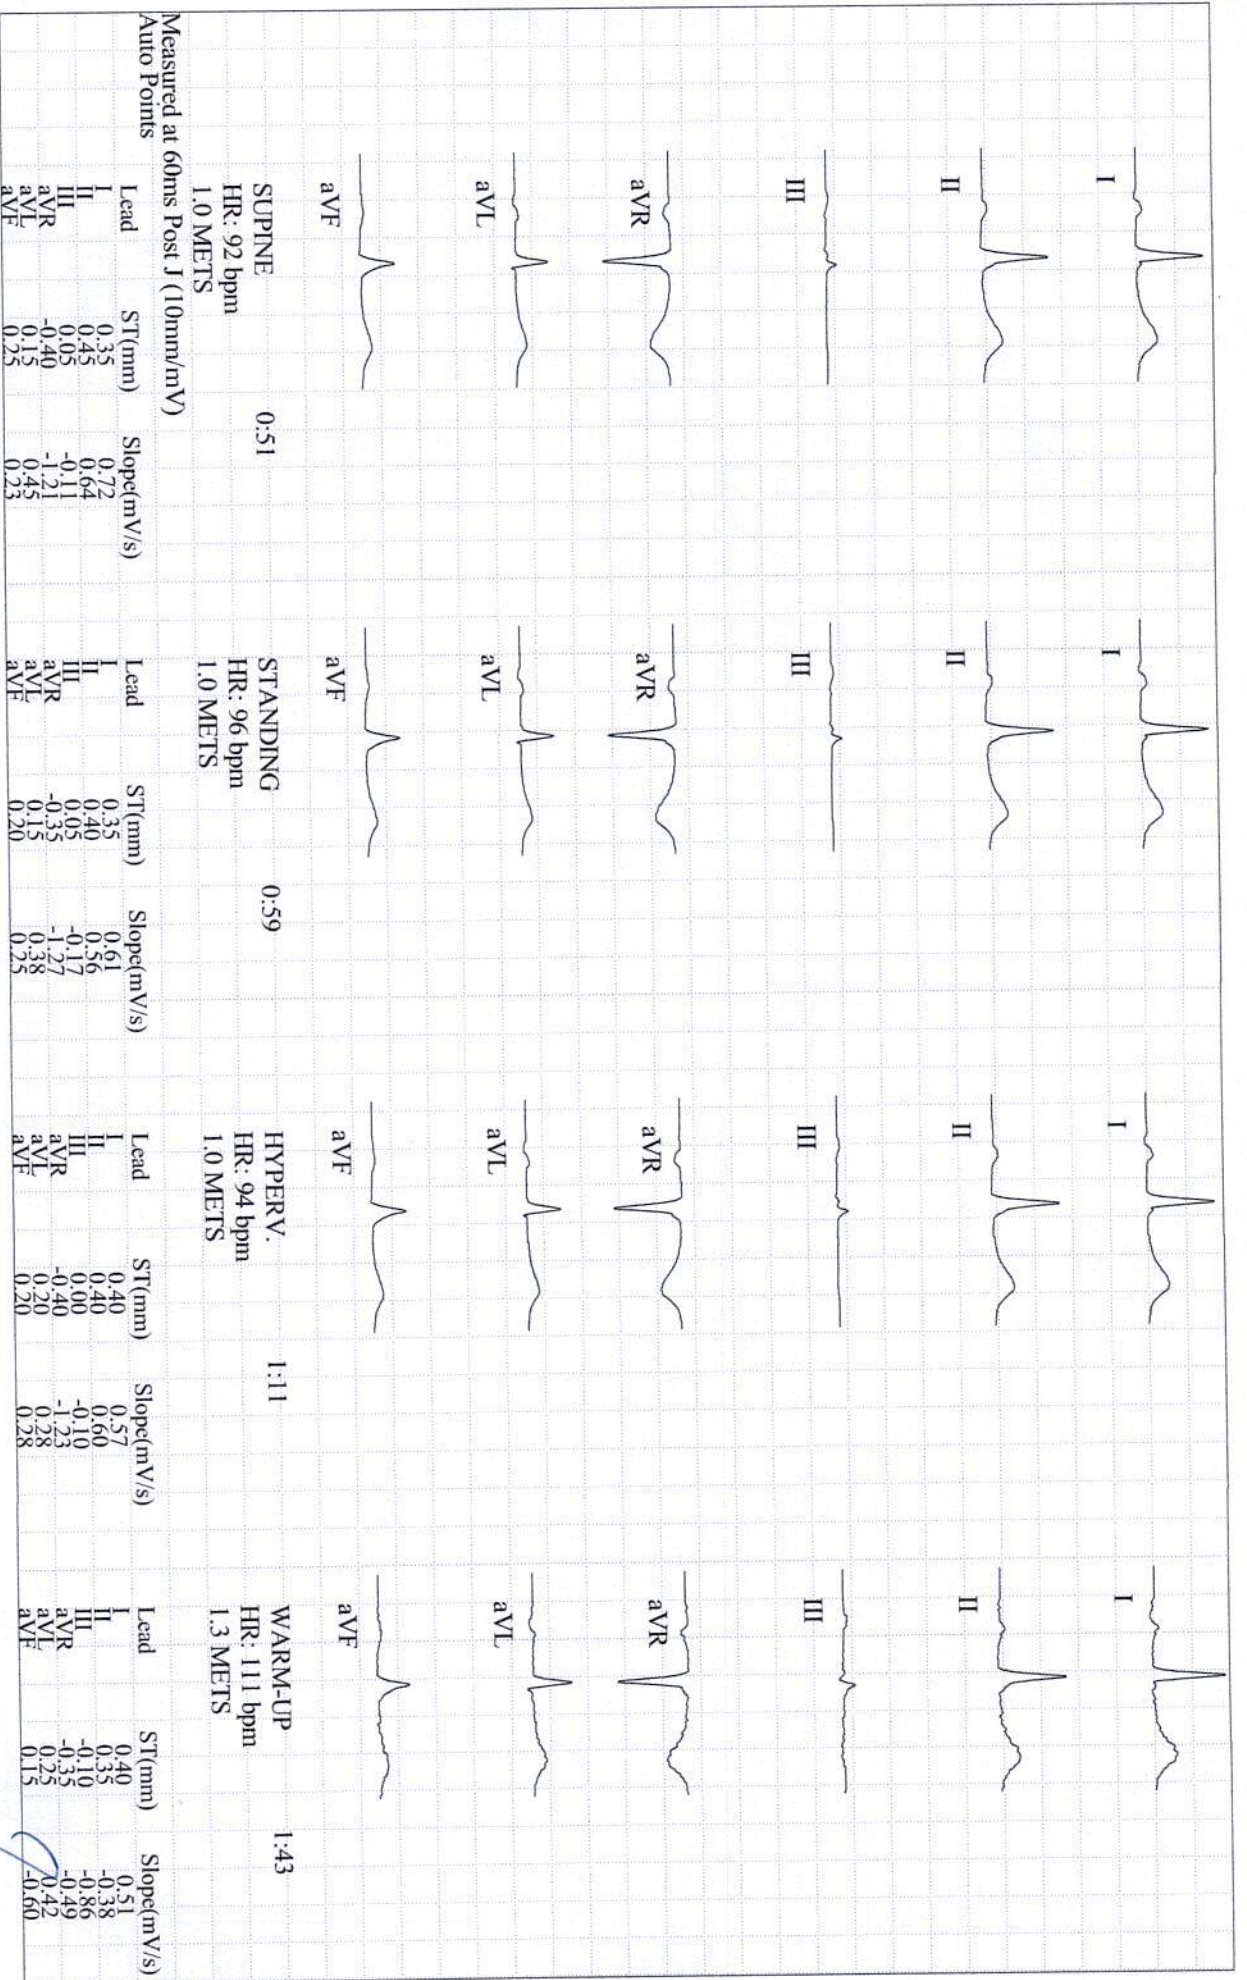 I I I I
II II II II
III III III III
aVR aVR aVR aVR
aVL aVL aVL aVL
aVF aVF aVF aVF
SUPINE 0:51 STANDING 0:59 HYPERV. 1:11 WARM-UP 1:43
HR: 92 bpm HR: 96 bpm HR: 94 bpm HR: 111 bpm
1.0 METS 1.0 METS 1.0 METS 1.3 METS
Measured at 60ms Post J (10mm/mV)
Auto Points
Lead ST(mm) Slope(mV/s) Lead ST(mm) Slope(mV/s) Lead ST(mm) Slope(mV/s) Lead ST(mm) Slope(mV/s)
I 0.35 0.72 I 0.35 0.61 I 0.40 0.57 I 0.40 0.51
II 0.45 0.64 II 0.40 0.56 II 0.40 0.60 II 0.35 -0.38
III 0.05 -0.11 III 0.05 -0.17 III 0.00 -0.10 III -0.10 -0.86
aVR -0.40 -1.21 aVR -0.35 -1.27 aVR -0.40 -1.23 aVR -0.35 -0.49
aVL 0.15 0.45 aVL 0.15 0.38 aVL 0.20 0.28 aVL 0.25 0.42
aVF 0.25 0.23 aVF 0.20 0.25 aVF 0.20 0.28 aVF 0.15 -0.60